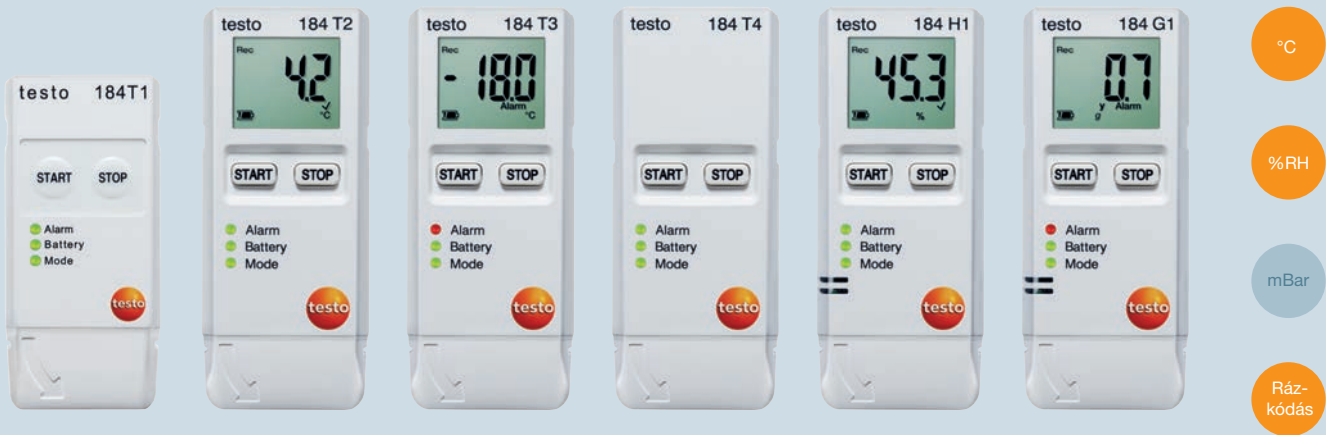 testo 184T1
START STOP
Alarm
Battery
Mode
testo
testo 184 T2
Rec
4.2
°C
START STOP
Alarm
Battery
Mode
testo
testo 184 T3
Rec
-18.0
Alarm
°C
START STOP
Alarm
Battery
Mode
testo
testo 184 T4
START STOP
Alarm
Battery
Mode
testo
testo 184 H1
Rec
45.3
%
START STOP
Alarm
Battery
Mode
testo
testo 184 G1
Rec
0.7
y Alarm
g
START STOP
Alarm
Battery
Mode
testo
°C
%RH
mBar
Ráz-
kódás